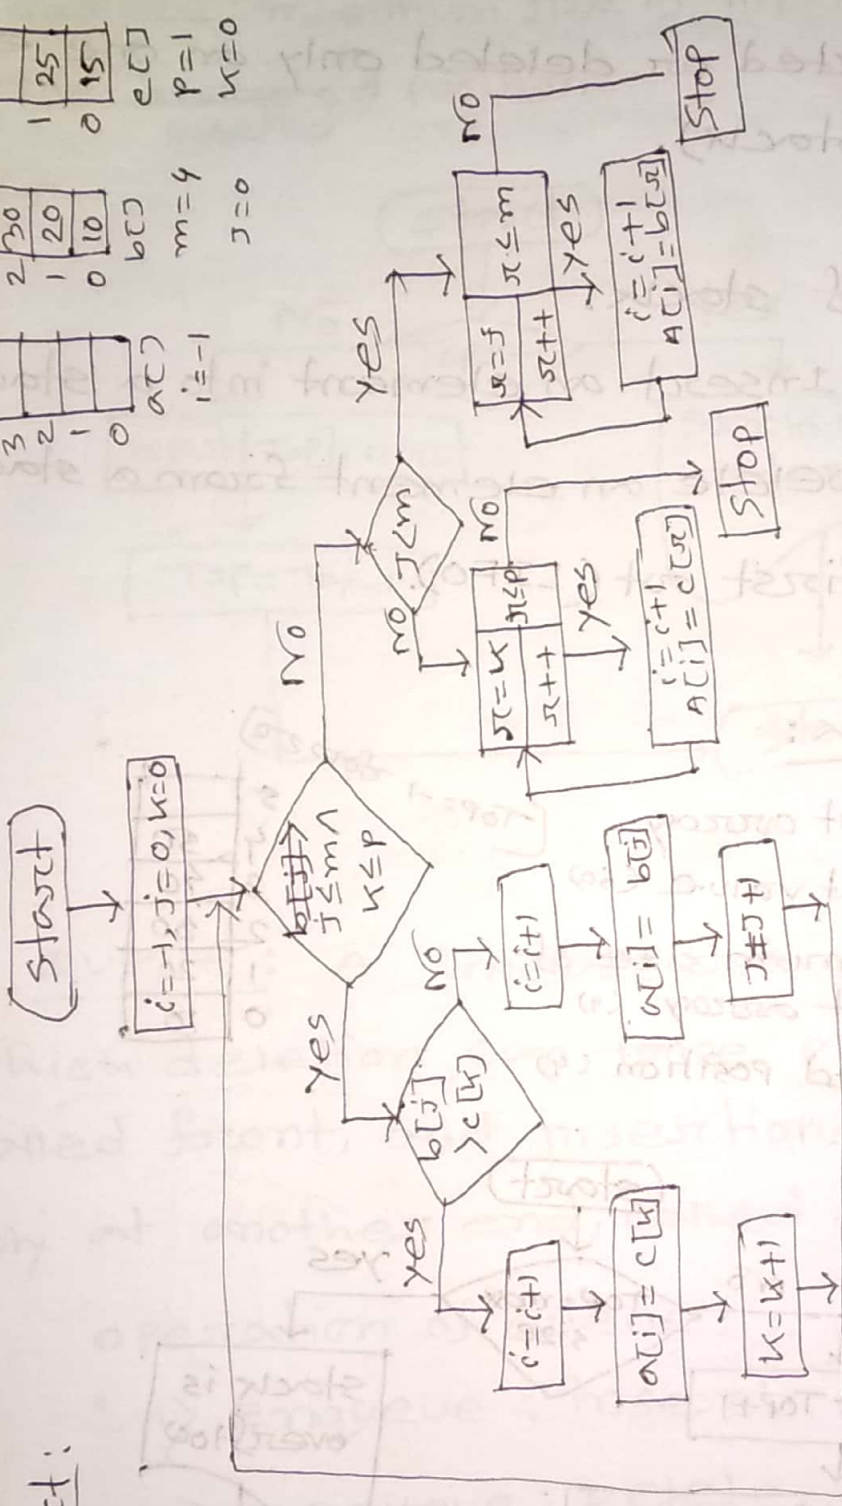 3
2
1
0
a[]
i=-1
2 30
1 20
0 10
b[]
m=4
J=0
1 25
0 15
c[]
P=1
K=0
Start
i=-1, j=0, K=0
b[j]>
j≤m∧
K≤P
Yes
No
b[j]
>c[K]
Yes
No
i=i+1
a[i]= c[K]
K=K+1
i=i+1
a[i]= b[j]
J=J+1
J<m
No
Yes
r=K
r≤P
r++
No
Yes
i=i+1
A[i]=c[r]
Stop
r=J
r≤m
r++
No
Yes
i=i+1
A[i]=b[r]
Stop